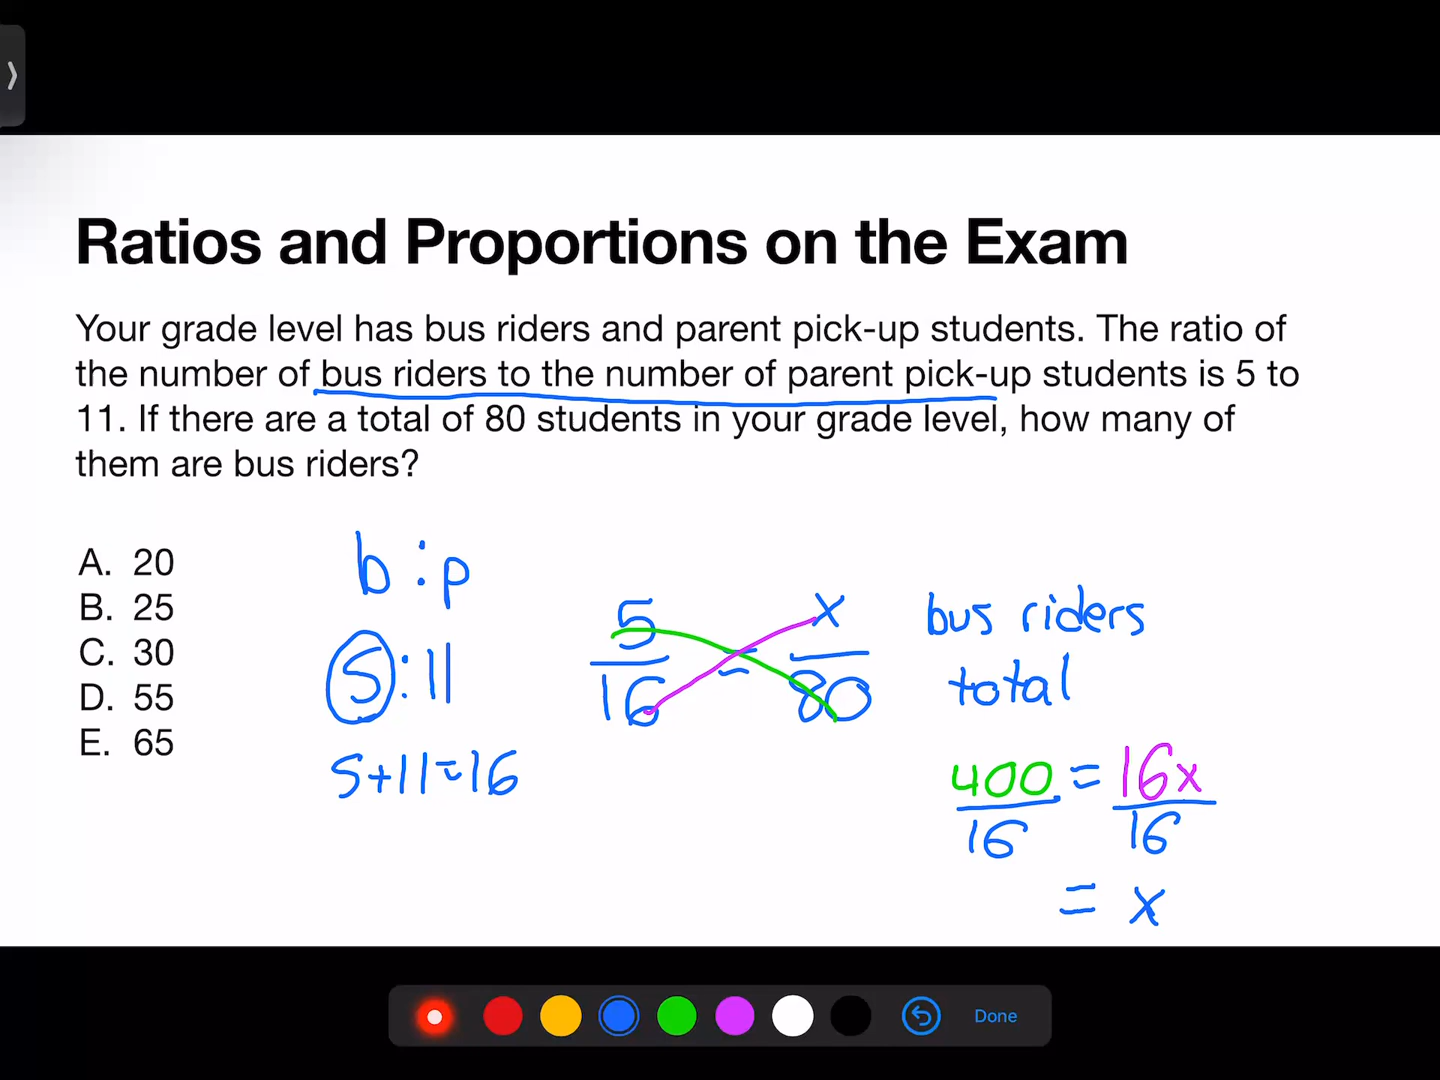 Ratios and Proportions on the Exam
Your grade level has bus riders and parent pick-up students. The ratio of
the number of bus riders to the number of parent pick-up students is 5 to
11. If there are a total of 80 students in your grade level, how many of
them are bus riders?
A. 20
B. 25
C. 30
D. 55
E. 65
b : p
5 : 11
5 + 11 = 16
5/16 = x/80
bus riders
total
400/16 = 16x/16
= x
Done